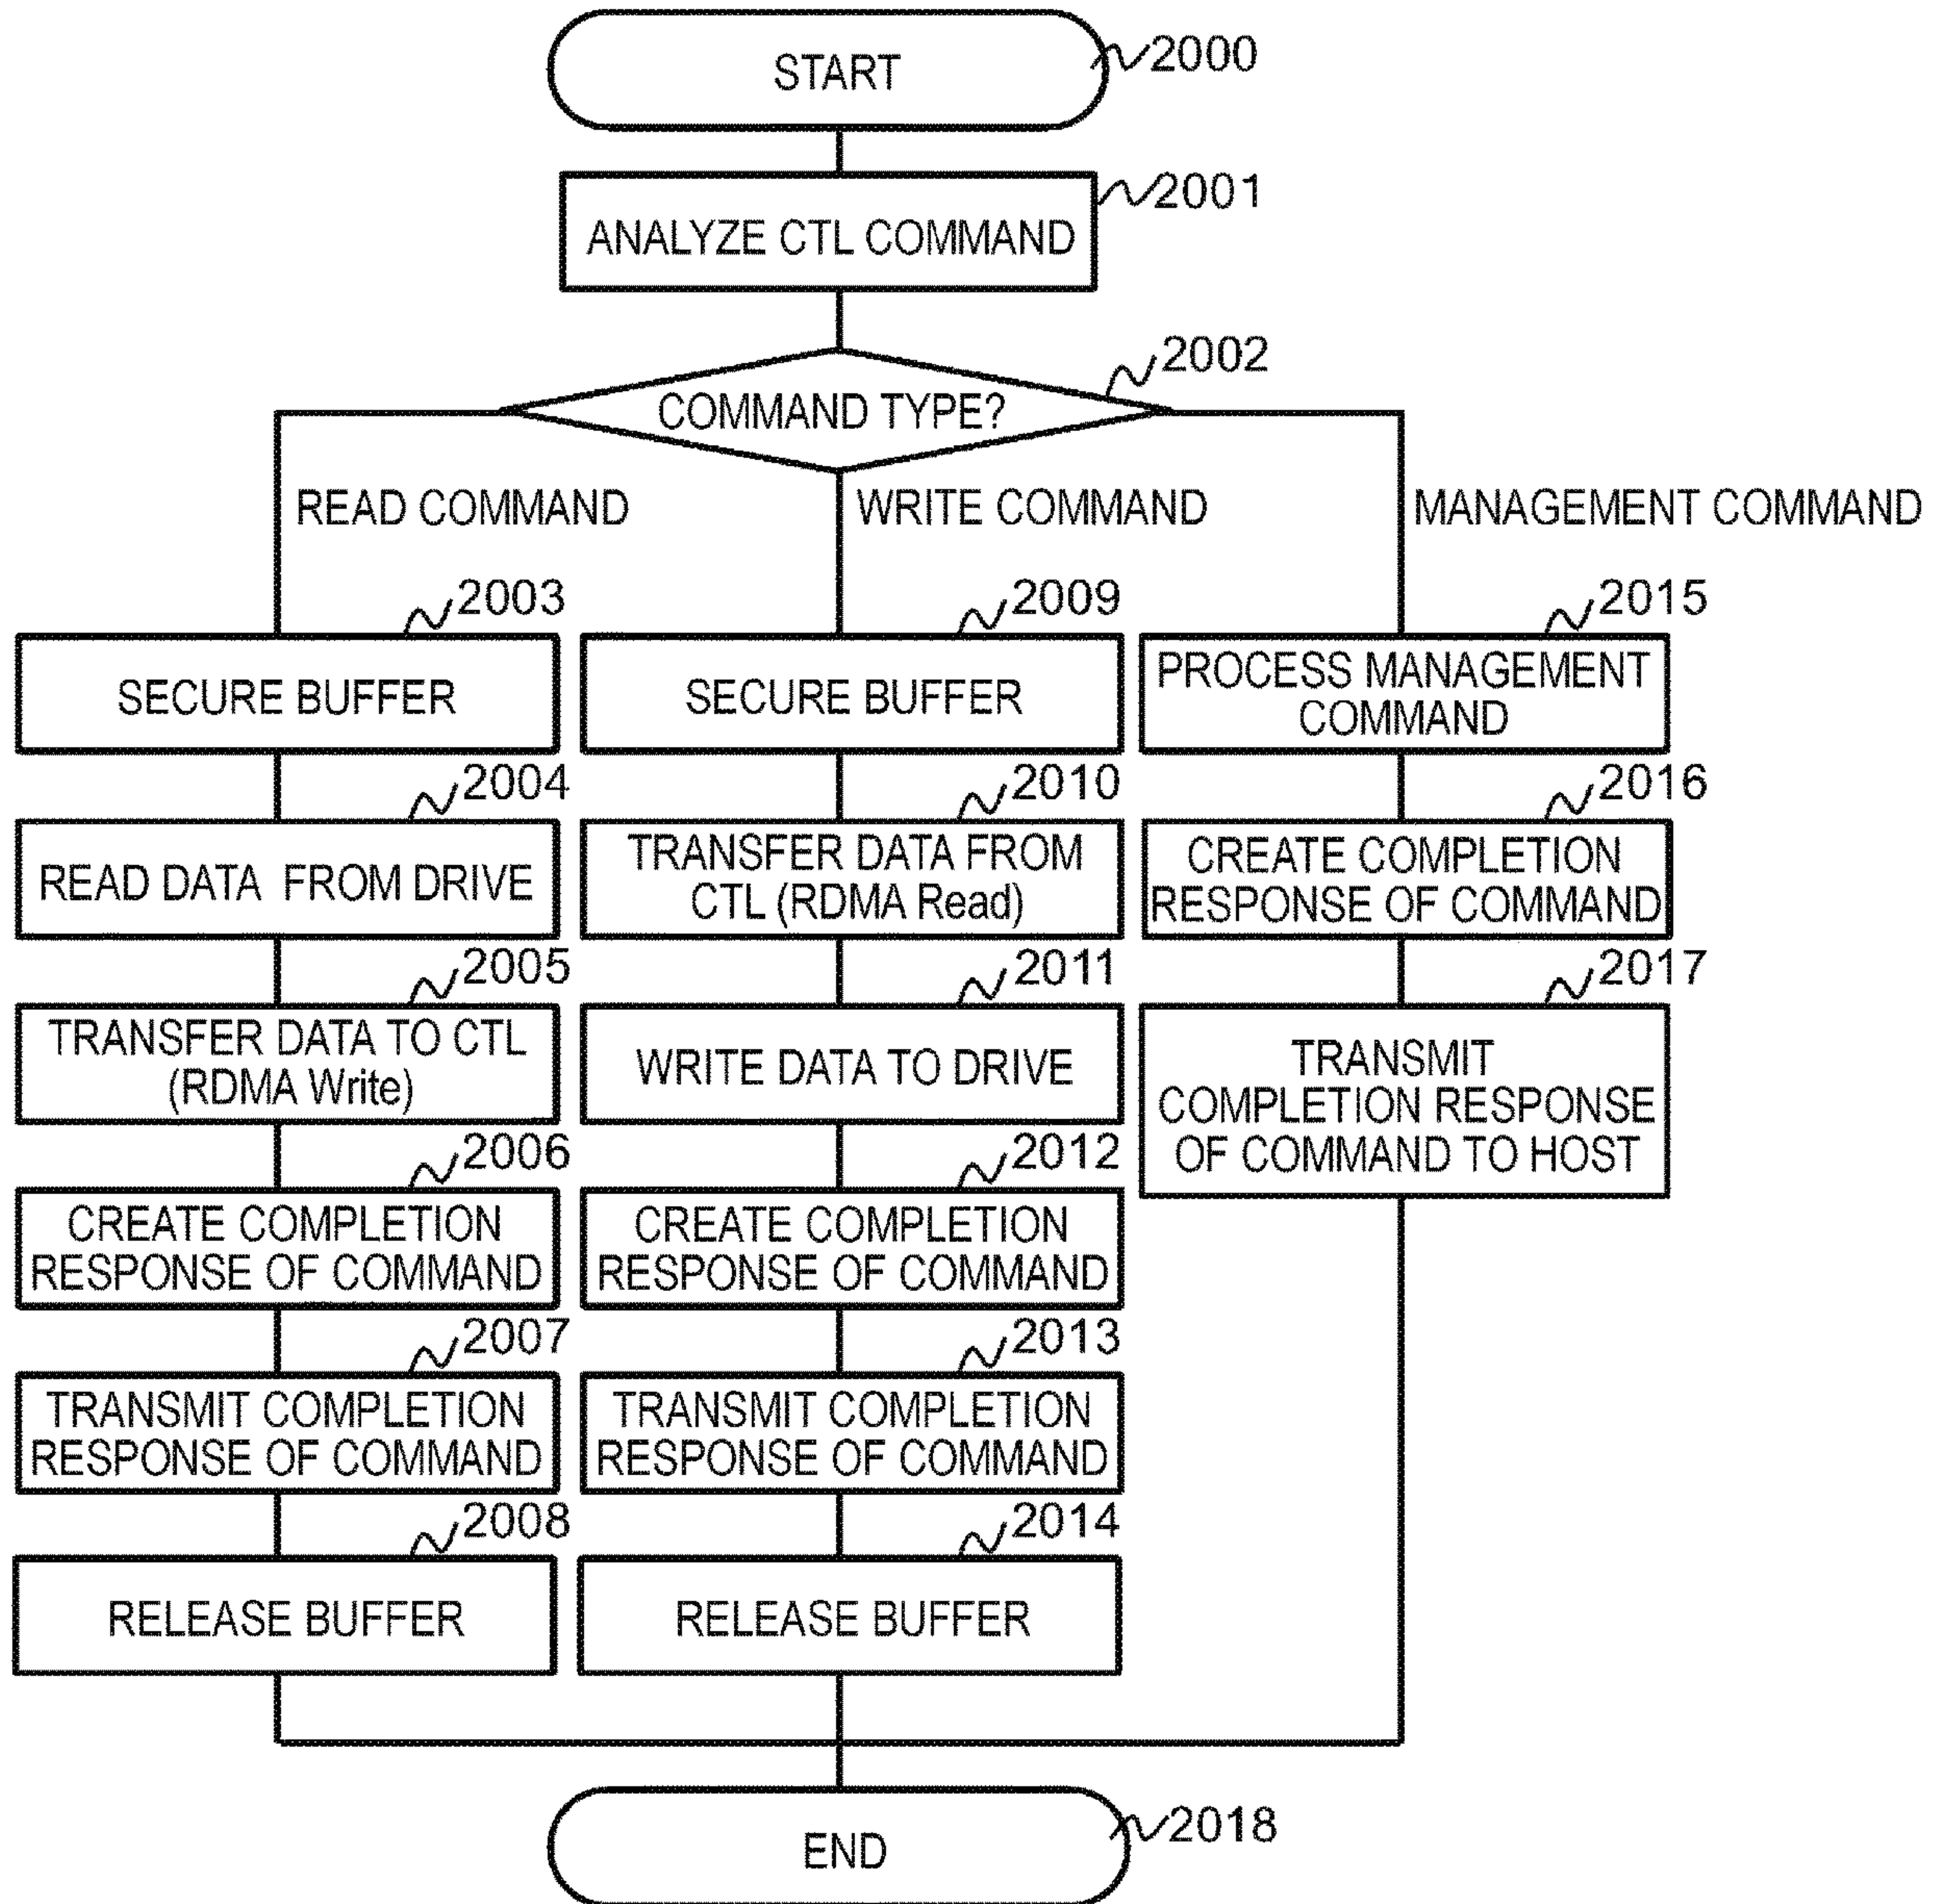 START
2000
ANALYZE CTL COMMAND
2001
COMMAND TYPE?
2002
READ COMMAND
WRITE COMMAND
MANAGEMENT COMMAND
2003
SECURE BUFFER
2009
SECURE BUFFER
2015
PROCESS MANAGEMENT
COMMAND
2004
READ DATA FROM DRIVE
2010
TRANSFER DATA FROM
CTL (RDMA Read)
2016
CREATE COMPLETION
RESPONSE OF COMMAND
2005
TRANSFER DATA TO CTL
(RDMA Write)
2011
WRITE DATA TO DRIVE
2017
TRANSMIT
COMPLETION RESPONSE
OF COMMAND TO HOST
2006
CREATE COMPLETION
RESPONSE OF COMMAND
2012
CREATE COMPLETION
RESPONSE OF COMMAND
2007
TRANSMIT COMPLETION
RESPONSE OF COMMAND
2013
TRANSMIT COMPLETION
RESPONSE OF COMMAND
2008
RELEASE BUFFER
2014
RELEASE BUFFER
END
2018